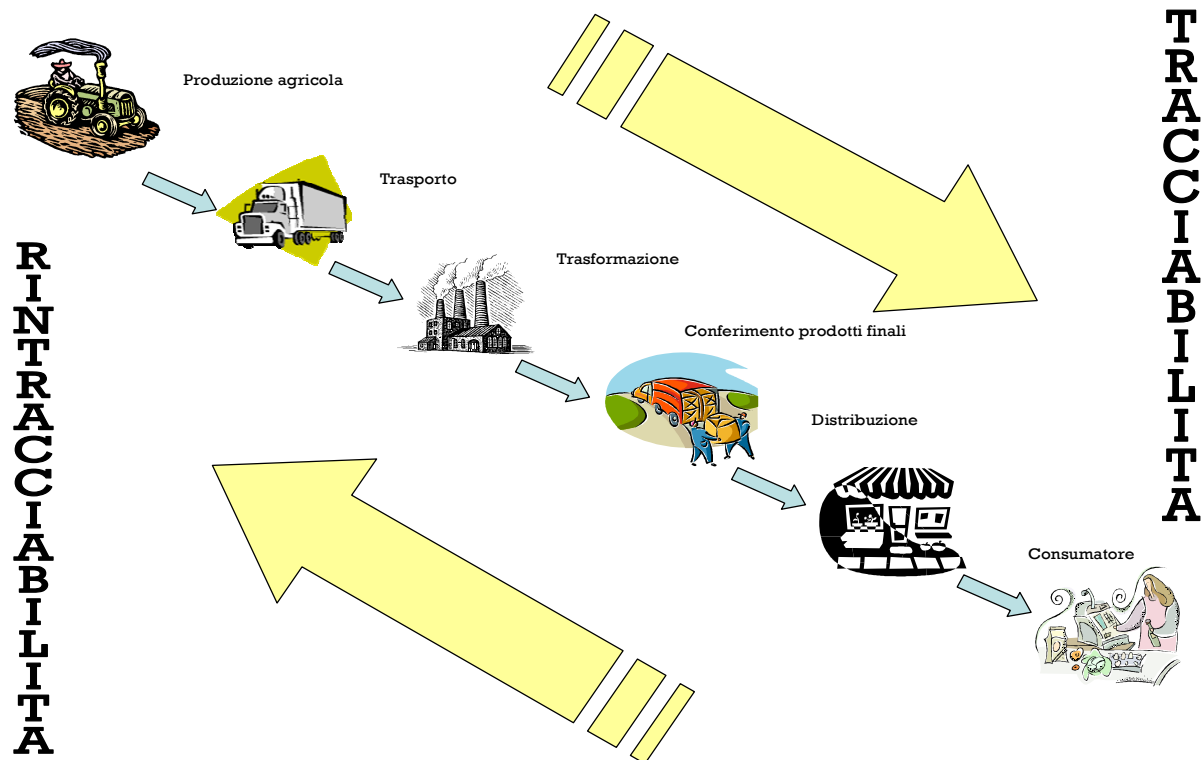 Produzione agricola
Trasporto
Trasformazione
Conferimento prodotti finali
Distribuzione
Consumatore
TRACCIABILITA
RINTRACCIABILITA